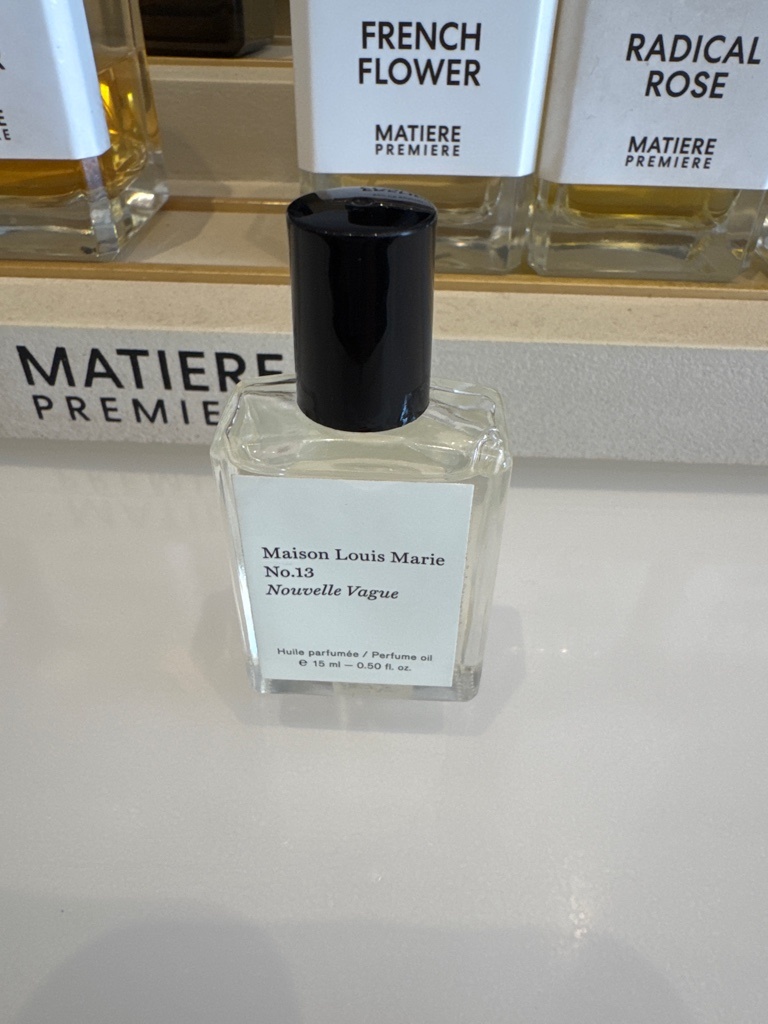 FRENCH
FLOWER
MATIERE
PREMIERE
RADICAL
ROSE
MATIERE
PREMIERE
MATIERE
Maison Louis Marie
No.13
Nouvelle Vague
Huile parfumée / Perfume oil
℮ 15 ml – 0.50 fl. oz.